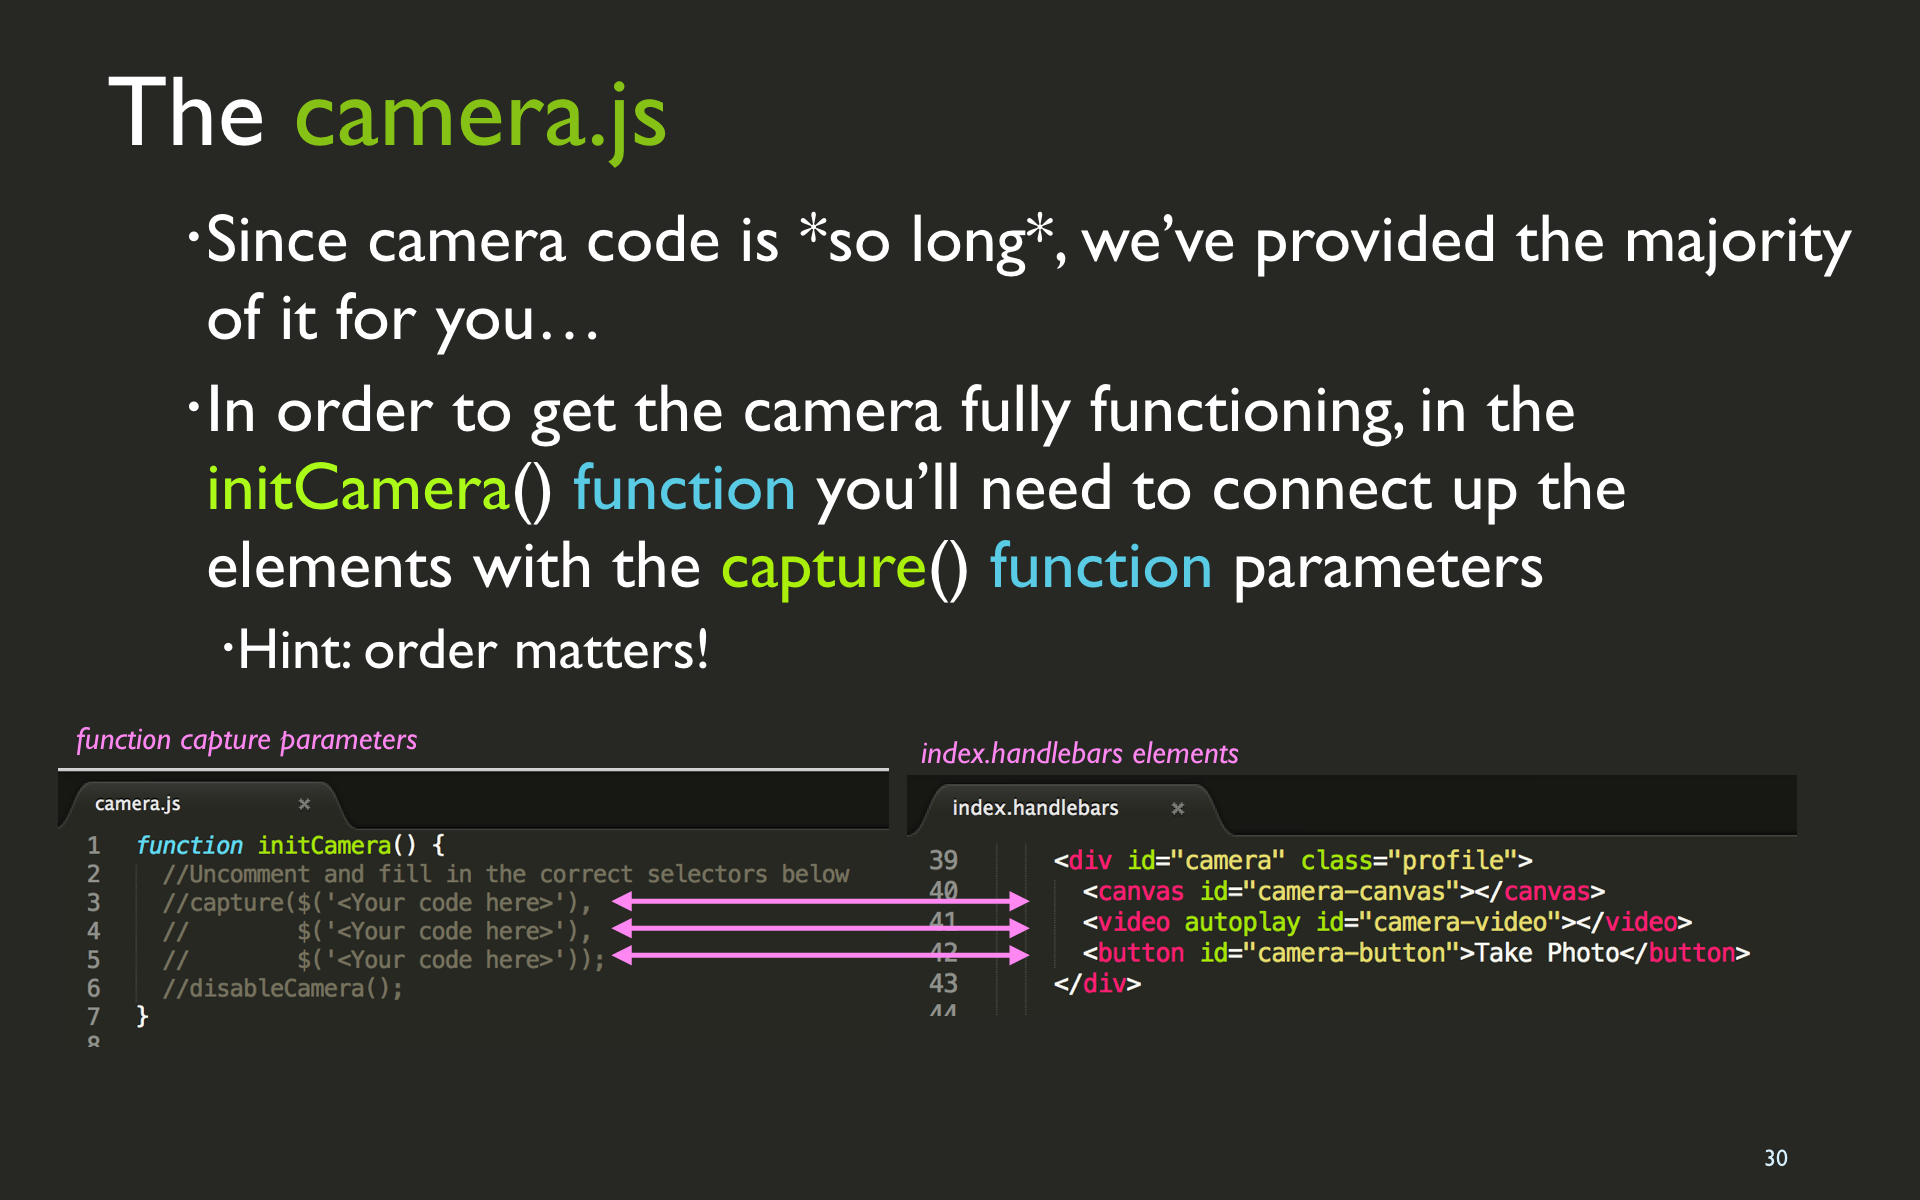 The camera.js
•Since camera code is *so long*, we’ve provided the majority
of it for you…
•In order to get the camera fully functioning, in the
initCamera() function you’ll need to connect up the
elements with the capture() function parameters
•Hint: order matters!
function capture parameters
camera.js ×
1 function initCamera() {
2 //Uncomment and fill in the correct selectors below
3 //capture($('<Your code here>'),
4 // $('<Your code here>'),
5 // $('<Your code here>'));
6 //disableCamera();
7 }
8
index.handlebars elements
index.handlebars ×
39 <div id="camera" class="profile">
40 <canvas id="camera-canvas"></canvas>
41 <video autoplay id="camera-video"></video>
42 <button id="camera-button">Take Photo</button>
43 </div>
44
30